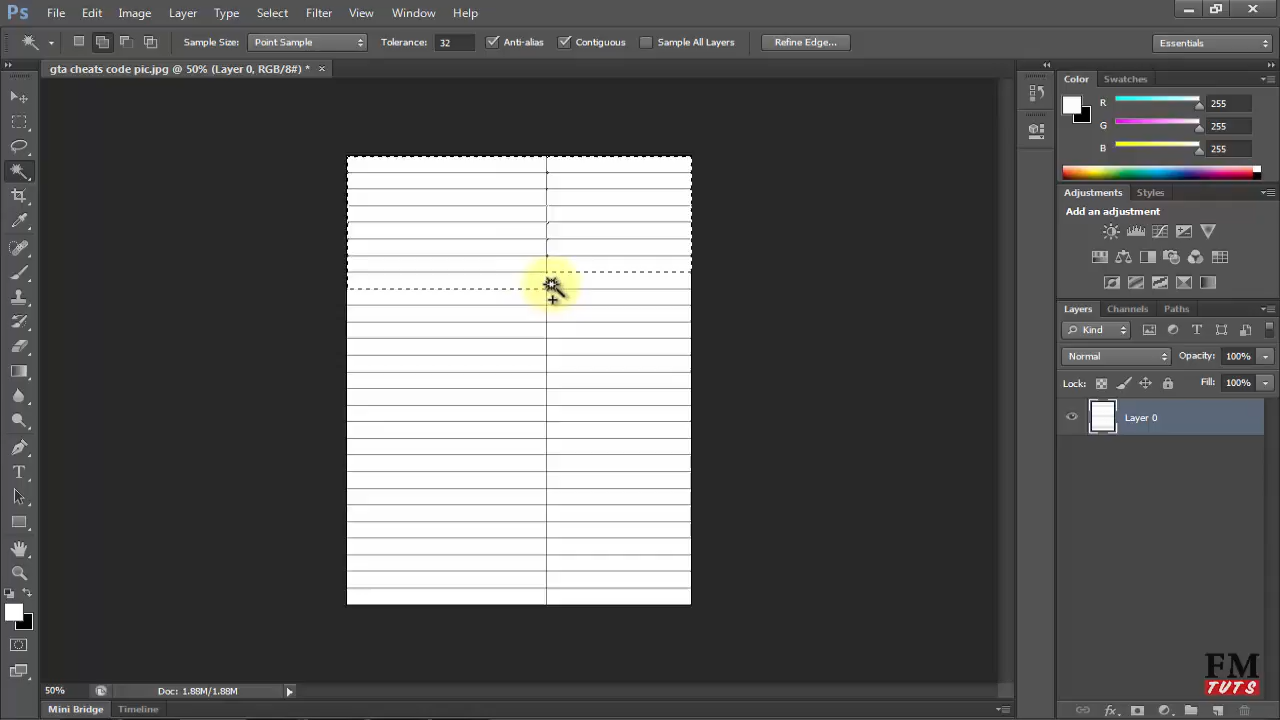 Ps File Edit Image Layer Type Select Filter View Window Help
Sample Size: Point Sample Tolerance: 32 Anti-alias Contiguous Sample All Layers Refine Edge... Essentials
gta cheats code pic.jpg @ 50% (Layer 0, RGB/8#) * ×
Color Swatches
R 255
G 255
B 255
Adjustments Styles
Add an adjustment
Layers Channels Paths
Kind
Normal Opacity: 100%
Lock: Fill: 100%
Layer 0
50% Doc: 1.88M/1.88M
Mini Bridge Timeline
FM
TUTS